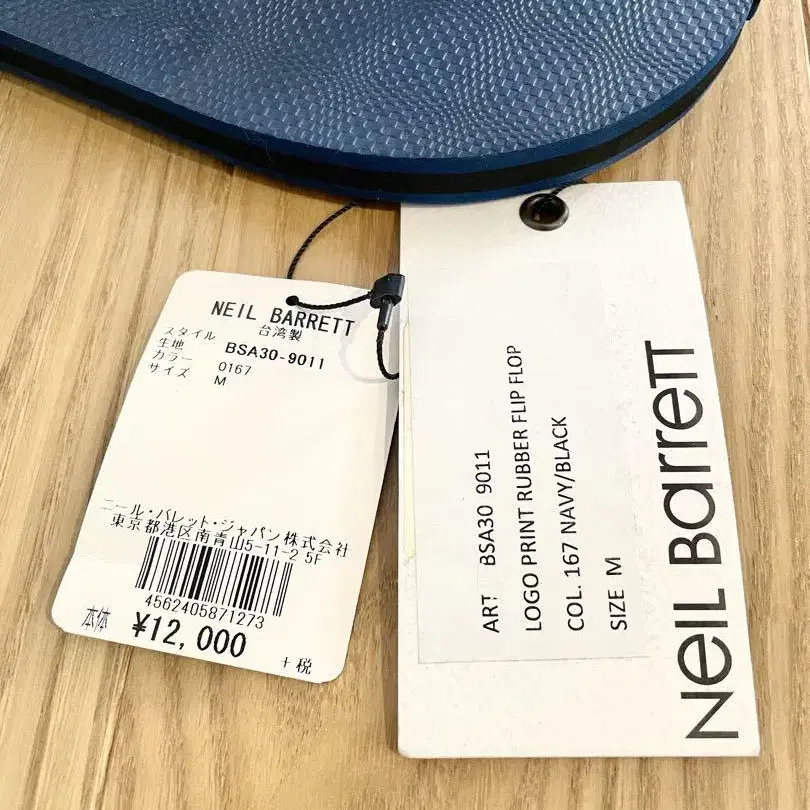 NEIL BARRETT
台湾製
スタイル
生地 BSA30-9011
カラー 0167
サイズ M
ニール・バレット・ジャパン株式会社
東京都港区南青山5-11-2 5F
4562405871273
本体 ¥12,000
+税
ART BSA30 9011
LOGO PRINT RUBBER FLIP FLOP
COL. 167 NAVY/BLACK
SIZE M
NeiL BarreTT